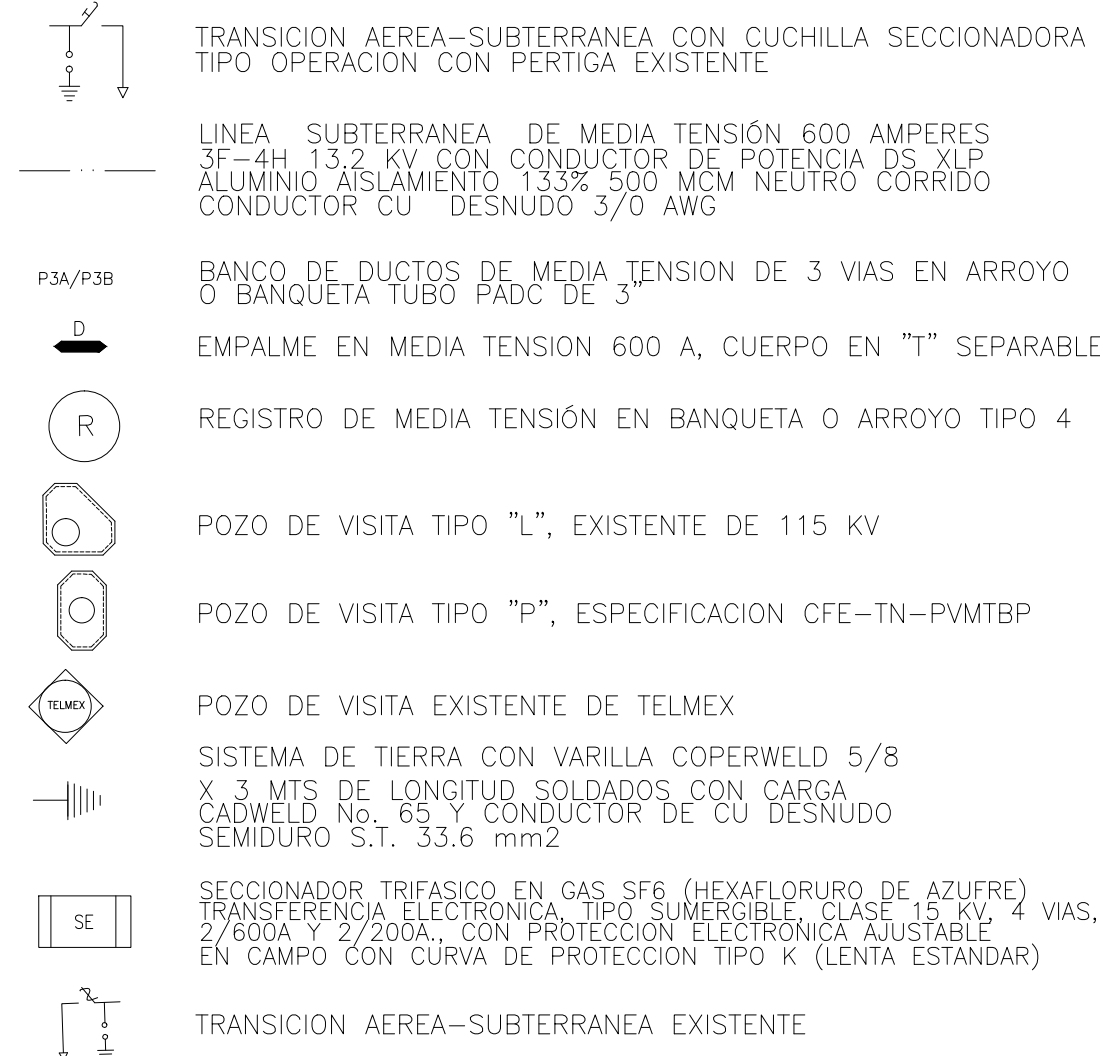 TRANSICION AEREA-SUBTERRANEA CON CUCHILLA SECCIONADORA
TIPO OPERACION CON PERTIGA EXISTENTE
LINEA SUBTERRANEA DE MEDIA TENSIÓN 600 AMPERES
3F-4H 13.2 KV CON CONDUCTOR DE POTENCIA DS XLP
ALUMINIO AISLAMIENTO 133% 500 MCM NEUTRO CORRIDO
CONDUCTOR CU DESNUDO 3/0 AWG
P3A/P3B
BANCO DE DUCTOS DE MEDIA TENSION DE 3 VIAS EN ARROYO
O BANQUETA TUBO PADC DE 3"
D
EMPALME EN MEDIA TENSION 600 A, CUERPO EN "T" SEPARABLE
R
REGISTRO DE MEDIA TENSIÓN EN BANQUETA O ARROYO TIPO 4
POZO DE VISITA TIPO "L", EXISTENTE DE 115 KV
POZO DE VISITA TIPO "P", ESPECIFICACION CFE-TN-PVMTBP
TELMEX
POZO DE VISITA EXISTENTE DE TELMEX
SISTEMA DE TIERRA CON VARILLA COPERWELD 5/8
X 3 MTS DE LONGITUD SOLDADOS CON CARGA
CADWELD No. 65 Y CONDUCTOR DE CU DESNUDO
SEMIDURO S.T. 33.6 mm2
SE
SECCIONADOR TRIFASICO EN GAS SF6 (HEXAFLORURO DE AZUFRE)
TRANSFERENCIA ELECTRONICA, TIPO SUMERGIBLE, CLASE 15 KV, 4 VIAS,
2/600A Y 2/200A., CON PROTECCION ELECTRONICA AJUSTABLE
EN CAMPO CON CURVA DE PROTECCION TIPO K (LENTA ESTANDAR)
TRANSICION AEREA-SUBTERRANEA EXISTENTE